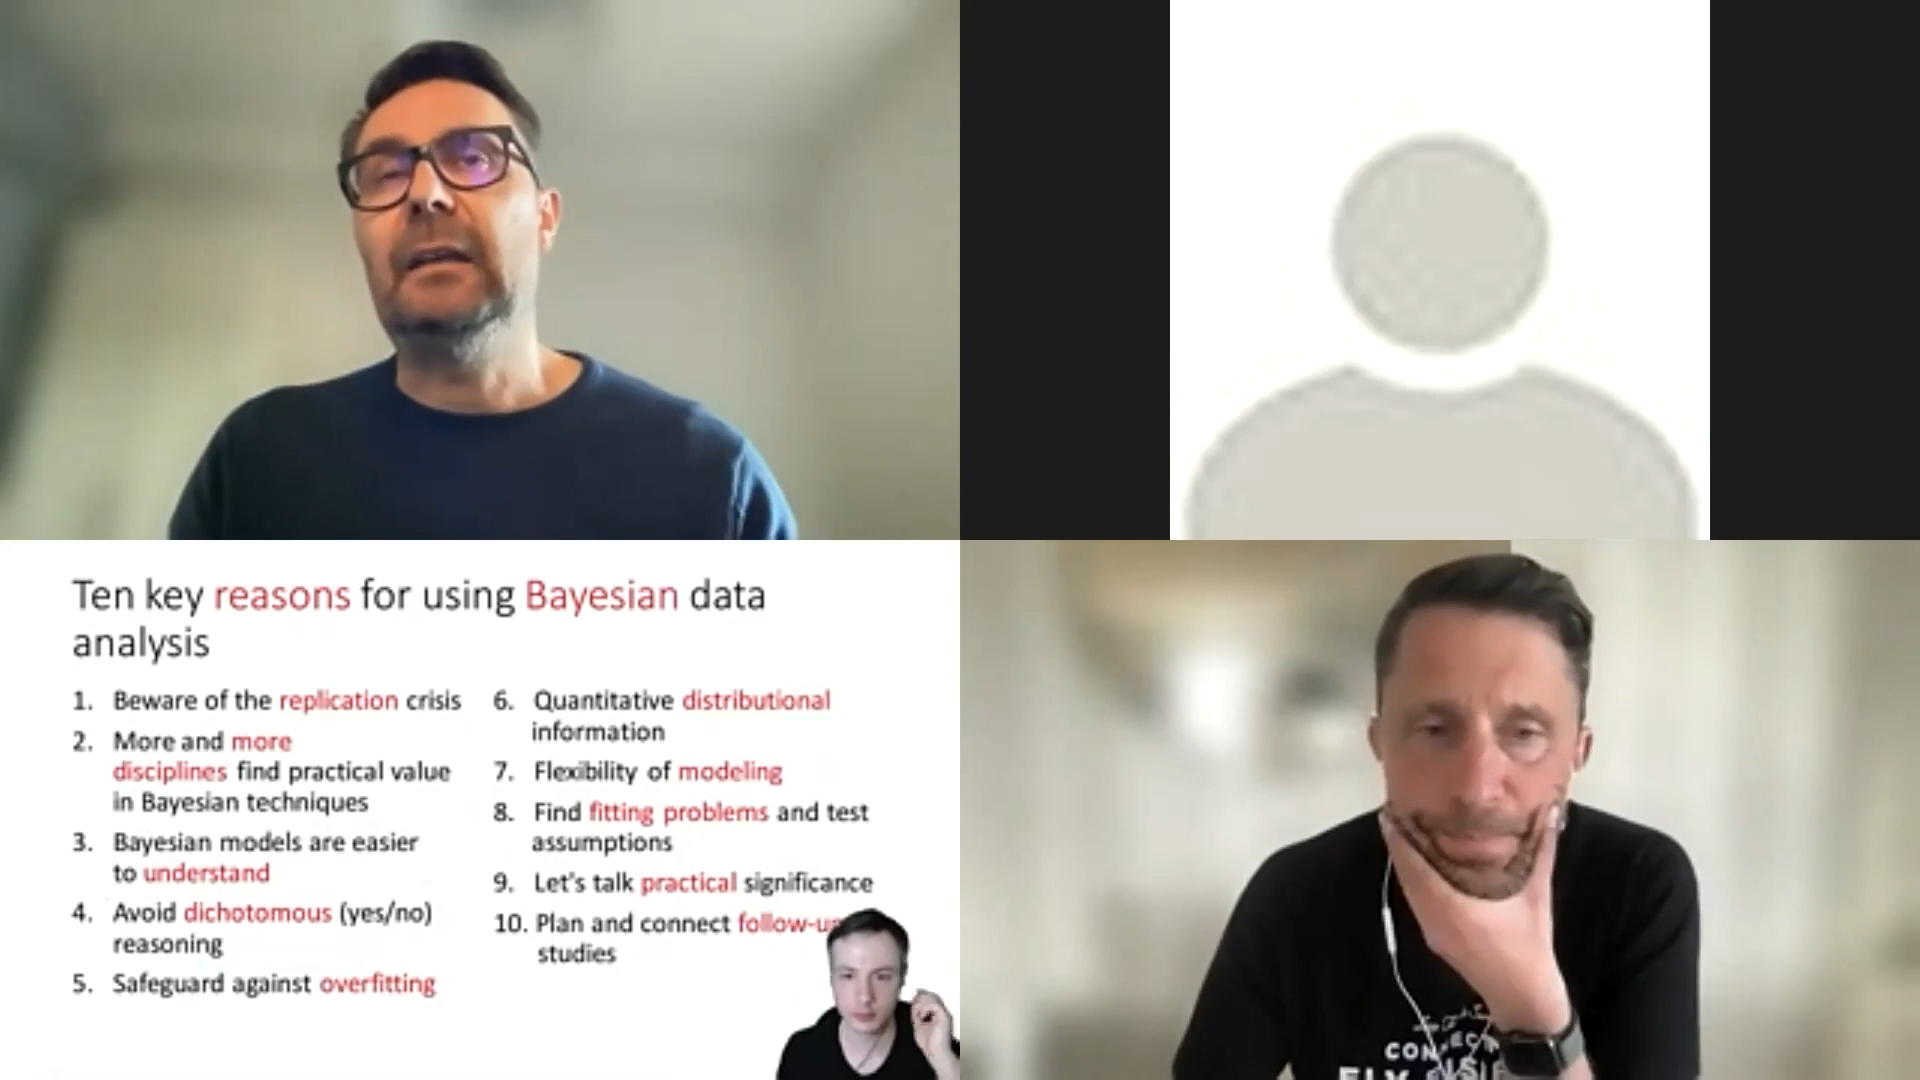 Ten key reasons for using Bayesian data
analysis
1. Beware of the replication crisis
2. More and more
disciplines find practical value
in Bayesian techniques
3. Bayesian models are easier
to understand
4. Avoid dichotomous (yes/no)
reasoning
5. Safeguard against overfitting
6. Quantitative distributional
information
7. Flexibility of modeling
8. Find fitting problems and test
assumptions
9. Let's talk practical significance
10. Plan and connect
studies